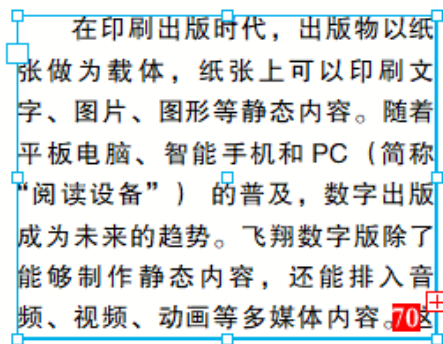 在印刷出版时代，出版物以纸
张做为载体，纸张上可以印刷文
字、图片、图形等静态内容。随着
平板电脑、智能手机和 PC（简称
“阅读设备”） 的普及，数字出版
成为未来的趋势。飞翔数字版除了
能够制作静态内容，还能排入音
频、视频、动画等多媒体内容。70这